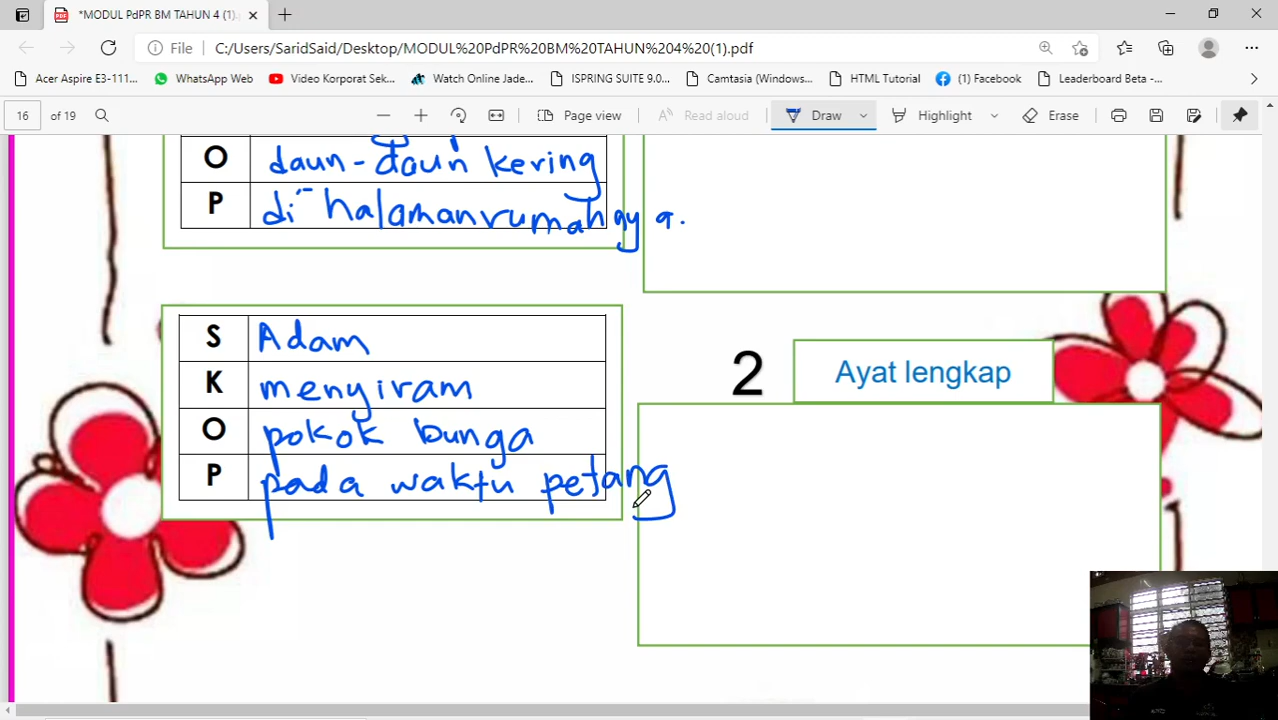 *MODUL PdPR BM TAHUN 4 (1).pdf
File C:/Users/SaridSaid/Desktop/MODUL%20PdPR%20BM%20TAHUN%204%20(1).pdf
Acer Aspire E3-111... WhatsApp Web Video Korporat Sek... Watch Online Jade... ISPRING SUITE 9.0... Camtasia (Windows... HTML Tutorial (1) Facebook Leaderboard Beta -...
16 of 19 Page view Read aloud Draw Highlight Erase
O daun-daun kering
P di halaman rumahnya.
S Adam
K menyiram
O pokok bunga
P pada waktu petang
2 Ayat lengkap